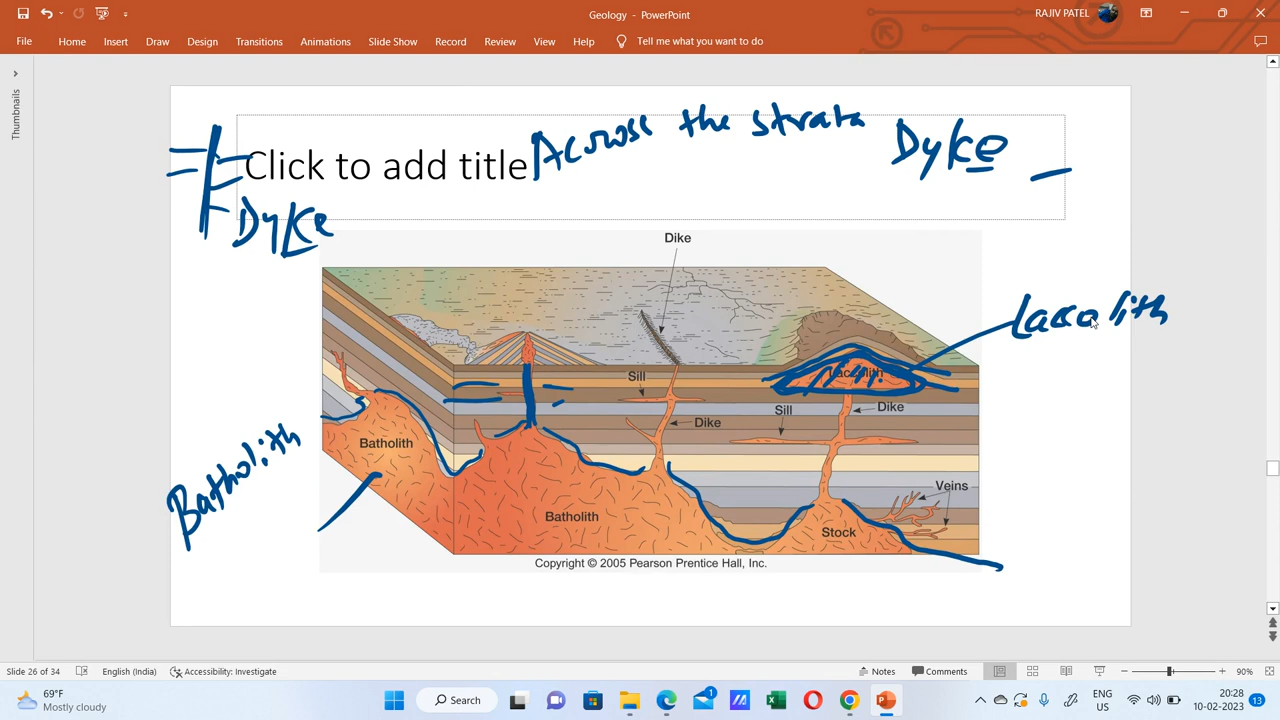 Geology - PowerPoint
RAJIV PATEL
File Home Insert Draw Design Transitions Animations Slide Show Record Review View Help Tell me what you want to do
Thumbnails
Across the strata Dyke
Click to add title
Dyke
Dike
Laccolith
Laccolith
Sill
Dike
Sill
Dike
Batholith
Batholith
Batholith
Stock
Veins
Copyright © 2005 Pearson Prentice Hall, Inc.
Slide 26 of 34 English (India) Accessibility: Investigate Notes Comments 90%
69°F
Mostly cloudy
Search
1
ENG
US
20:28
10-02-2023
13